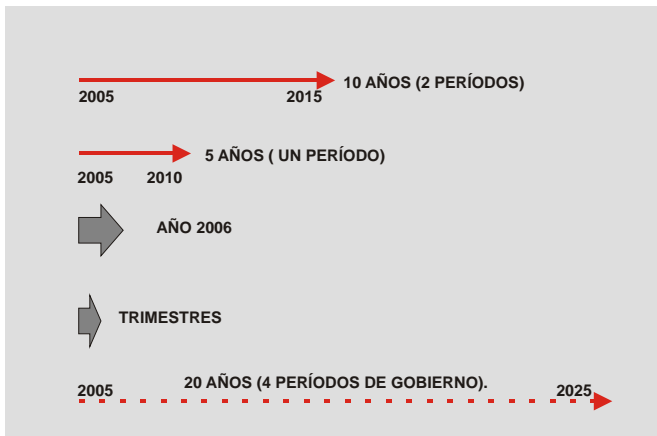 10 AÑOS (2 PERÍODOS)
2005 2015
5 AÑOS ( UN PERÍODO)
2005 2010
AÑO 2006
TRIMESTRES
20 AÑOS (4 PERÍODOS DE GOBIERNO).
2005 2025